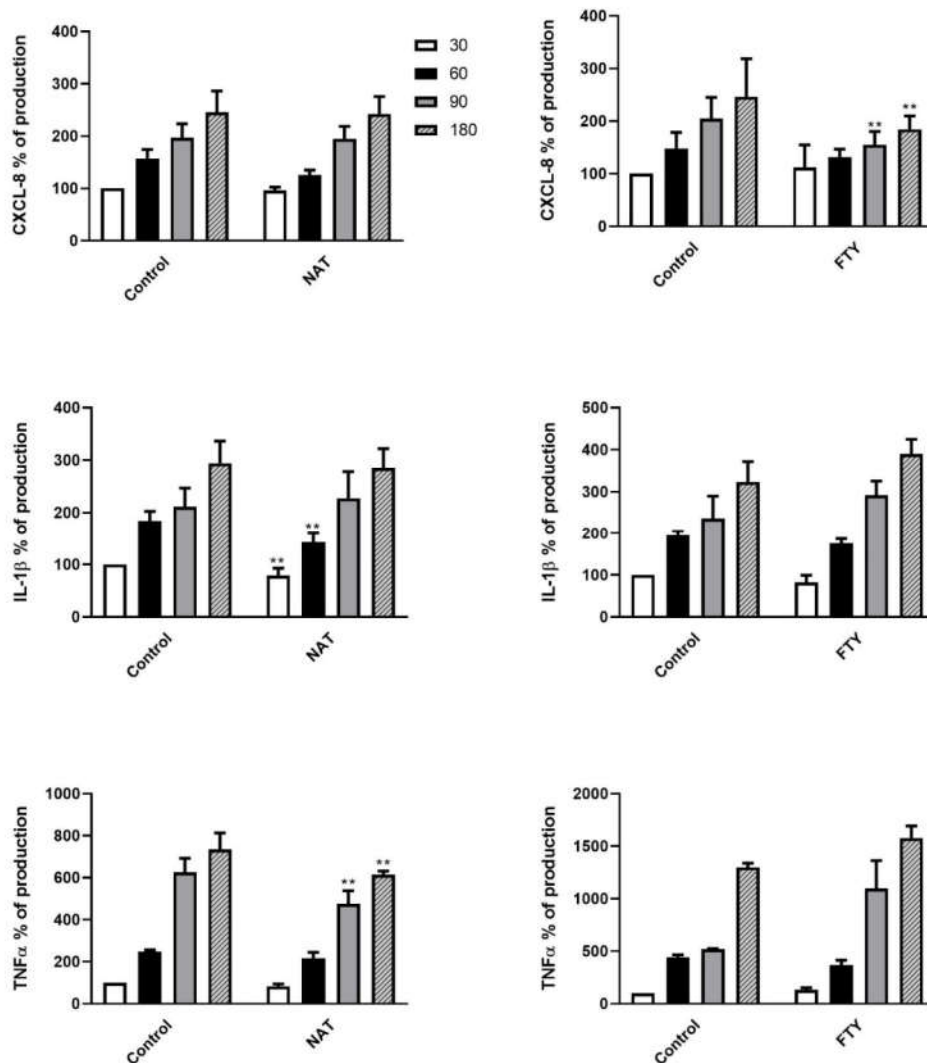 CXCL-8 % of production
400
300
200
100
0
Control
NAT
30
60
90
180
CXCL-8 % of production
400
300
200
100
0
**
**
Control
FTY
IL-1β % of production
400
300
200
100
0
**
**
Control
NAT
IL-1β % of production
500
400
300
200
100
0
Control
FTY
TNFα % of production
1000
800
600
400
200
0
**
**
Control
NAT
TNFα % of production
2000
1500
1000
500
0
Control
FTY